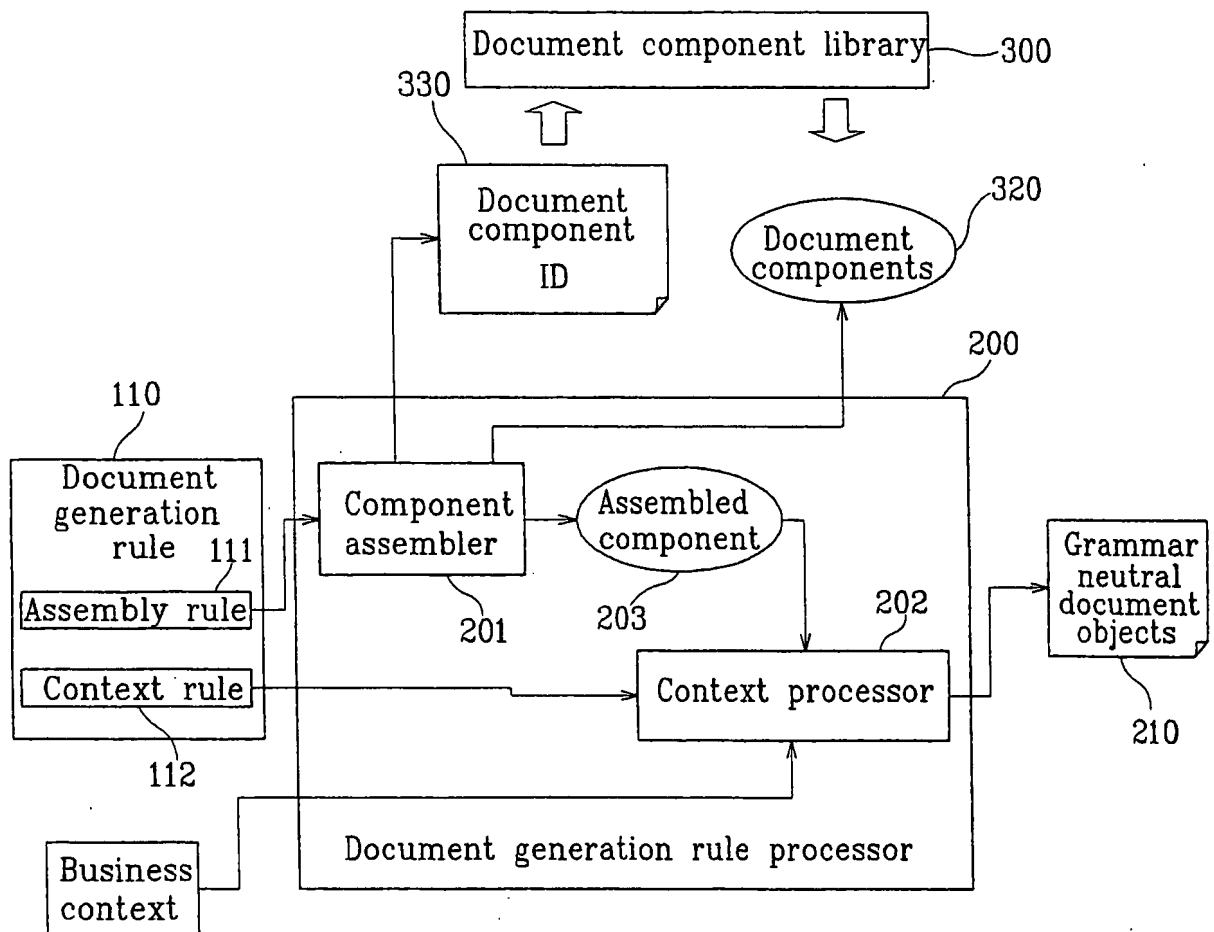 Document component library
300
330
Document
component
ID
320
Document
components
200
110
Document
generation
rule
111
Assembly rule
Context rule
112
Component
assembler
201
Assembled
component
203
202
Context processor
Grammar
neutral
document
objects
210
Document generation rule processor
Business
context